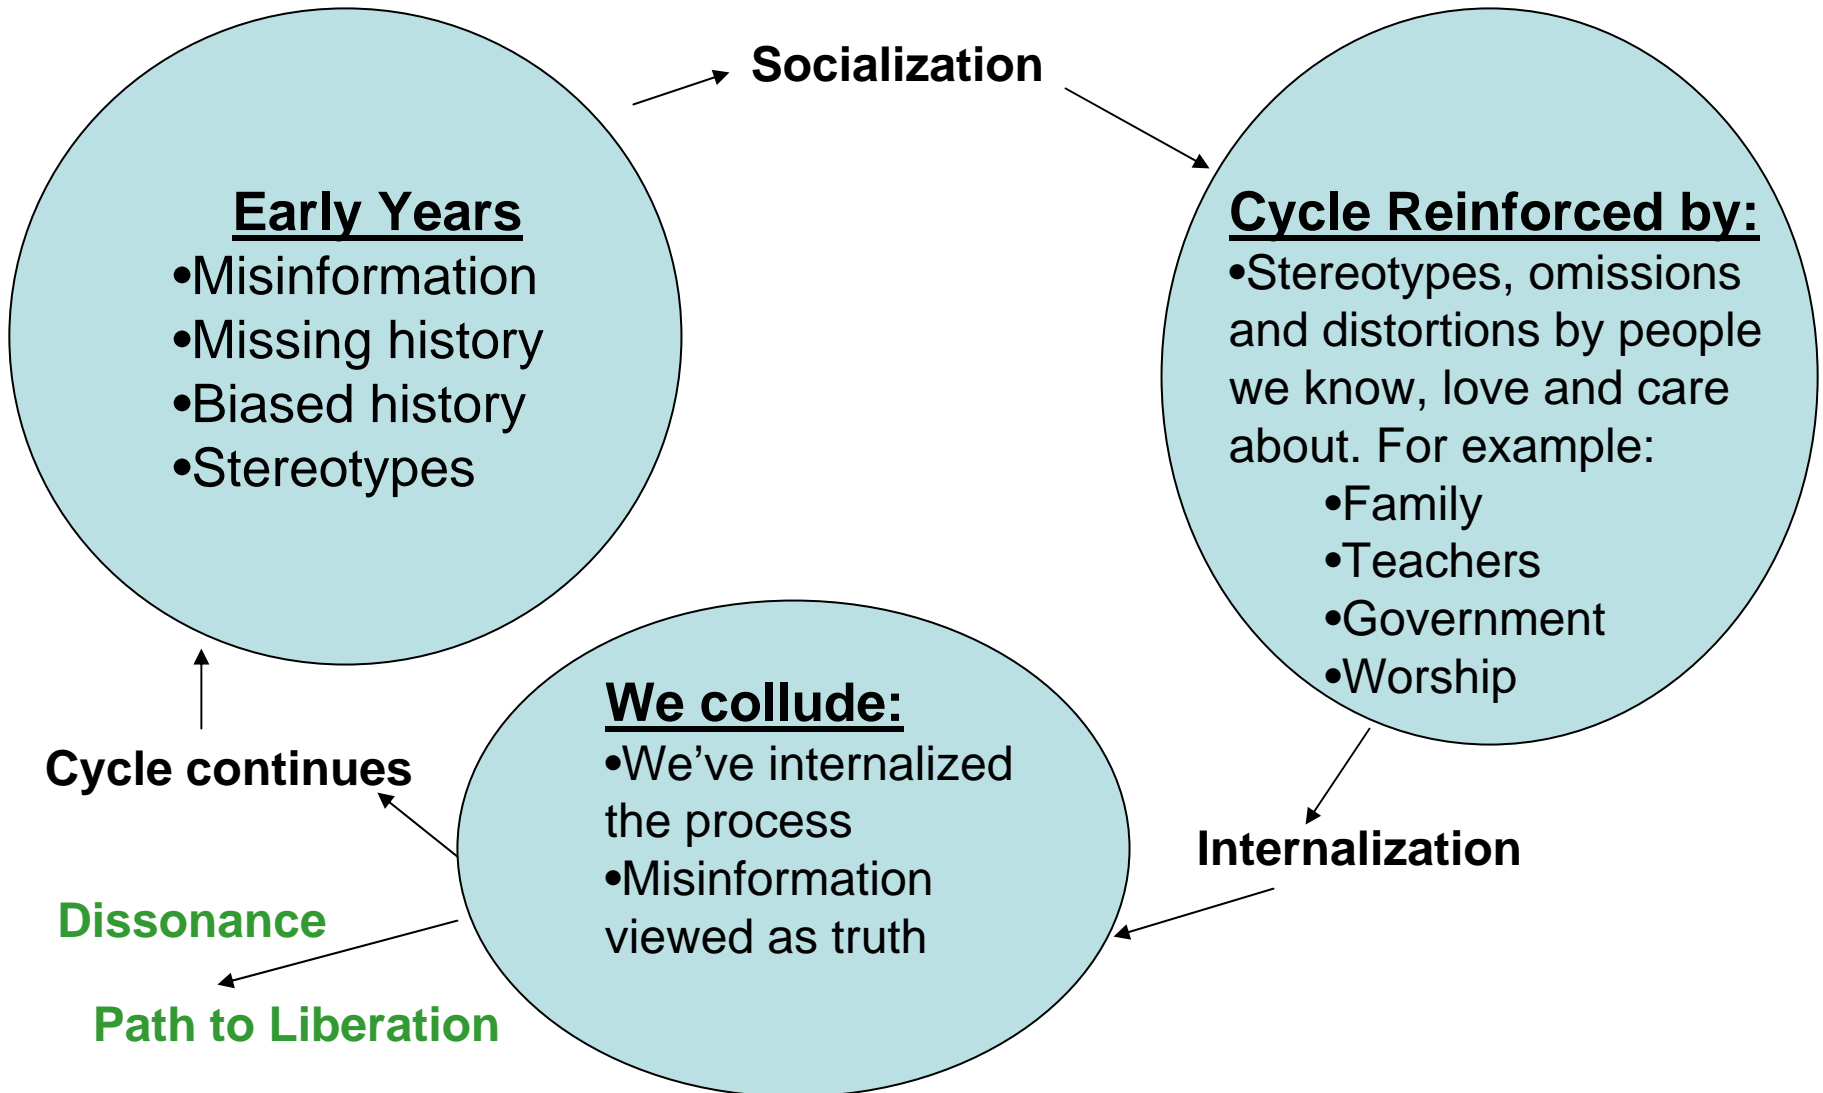 Socialization
Early Years
•Misinformation
•Missing history
•Biased history
•Stereotypes
Cycle Reinforced by:
•Stereotypes, omissions
and distortions by people
we know, love and care
about. For example:
•Family
•Teachers
•Government
•Worship
Internalization
We collude:
•We’ve internalized
the process
•Misinformation
viewed as truth
Cycle continues
Dissonance
Path to Liberation